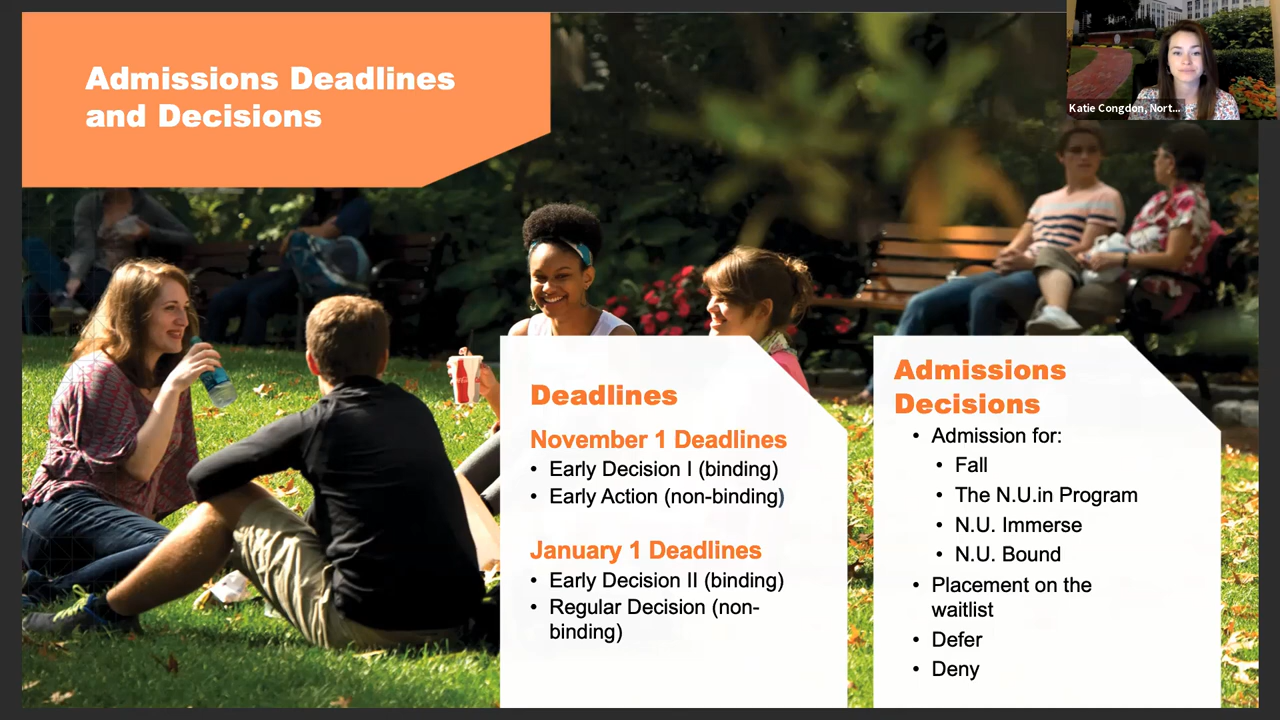 Admissions Deadlines
and Decisions
Katie Congdon, Nort...
Deadlines
November 1 Deadlines
• Early Decision I (binding)
• Early Action (non-binding)
January 1 Deadlines
• Early Decision II (binding)
• Regular Decision (non-
binding)
Admissions
Decisions
• Admission for:
• Fall
• The N.U.in Program
• N.U. Immerse
• N.U. Bound
• Placement on the
waitlist
• Defer
• Deny